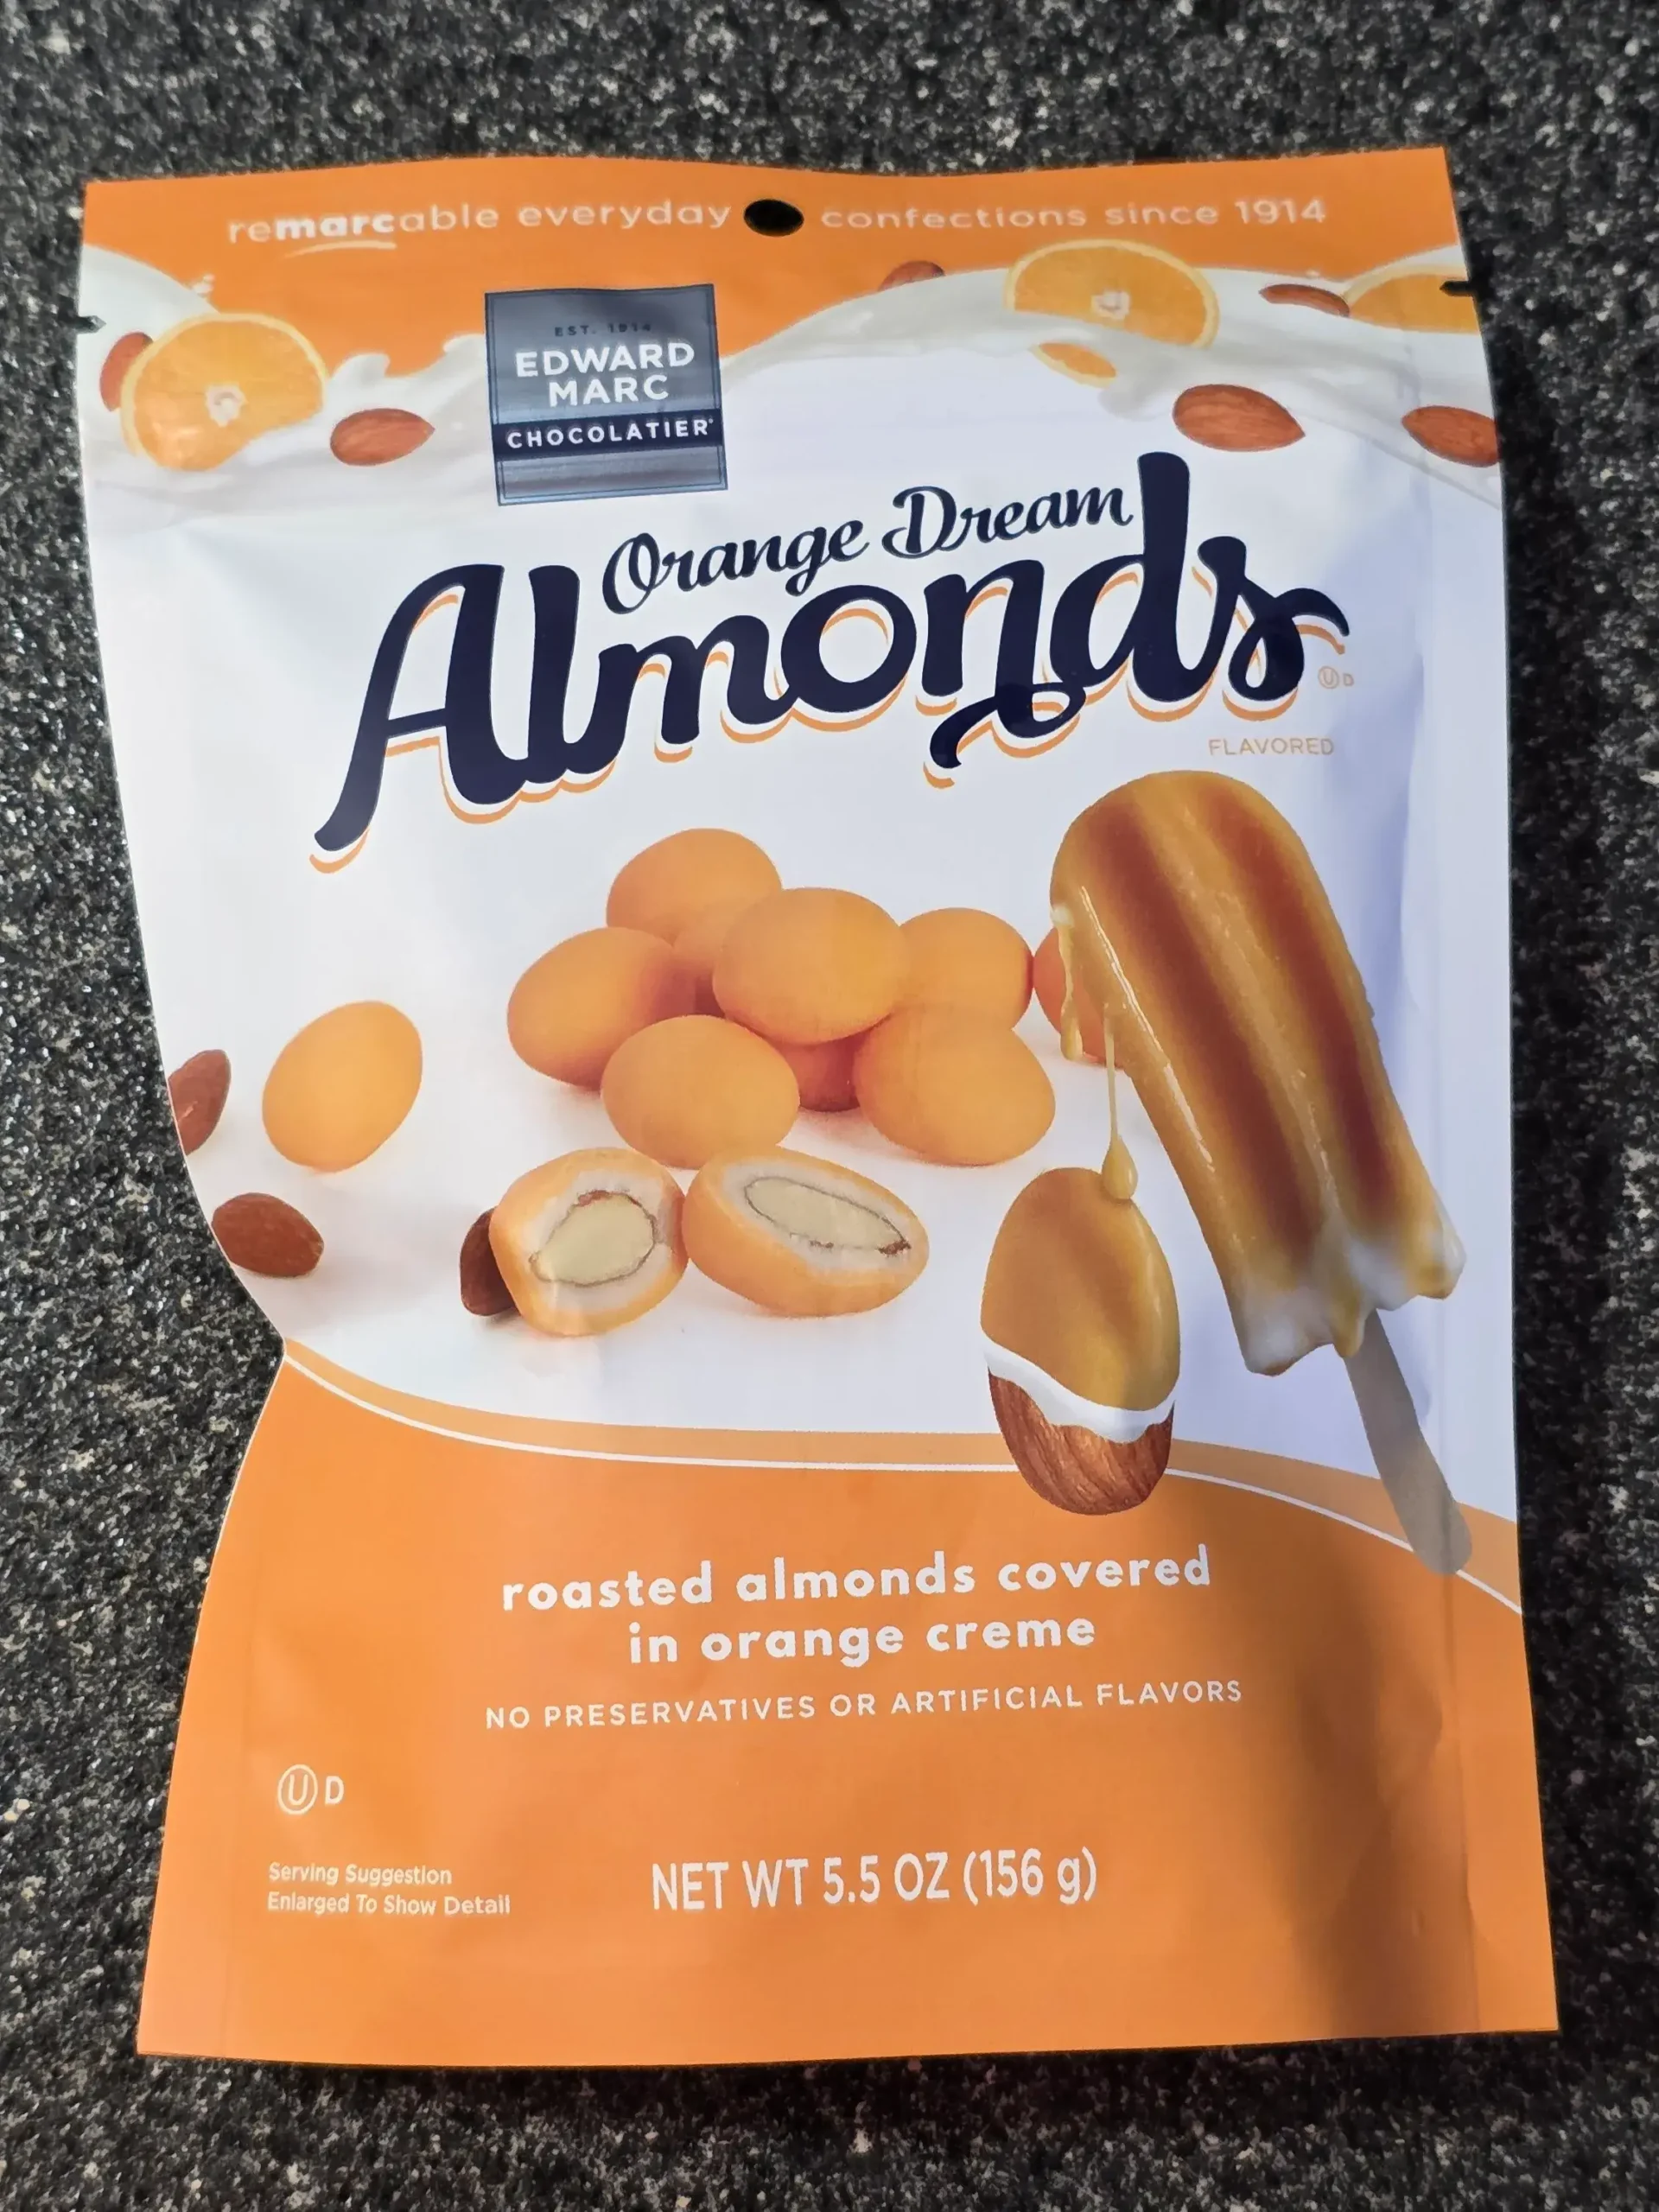 remarcable everyday confections since 1914
EST. 1914
EDWARD
MARC
CHOCOLATIER
Orange Dream
Almonds
U D
FLAVORED
roasted almonds covered
in orange creme
NO PRESERVATIVES OR ARTIFICIAL FLAVORS
U D
Serving Suggestion
Enlarged To Show Detail
NET WT 5.5 OZ (156 g)